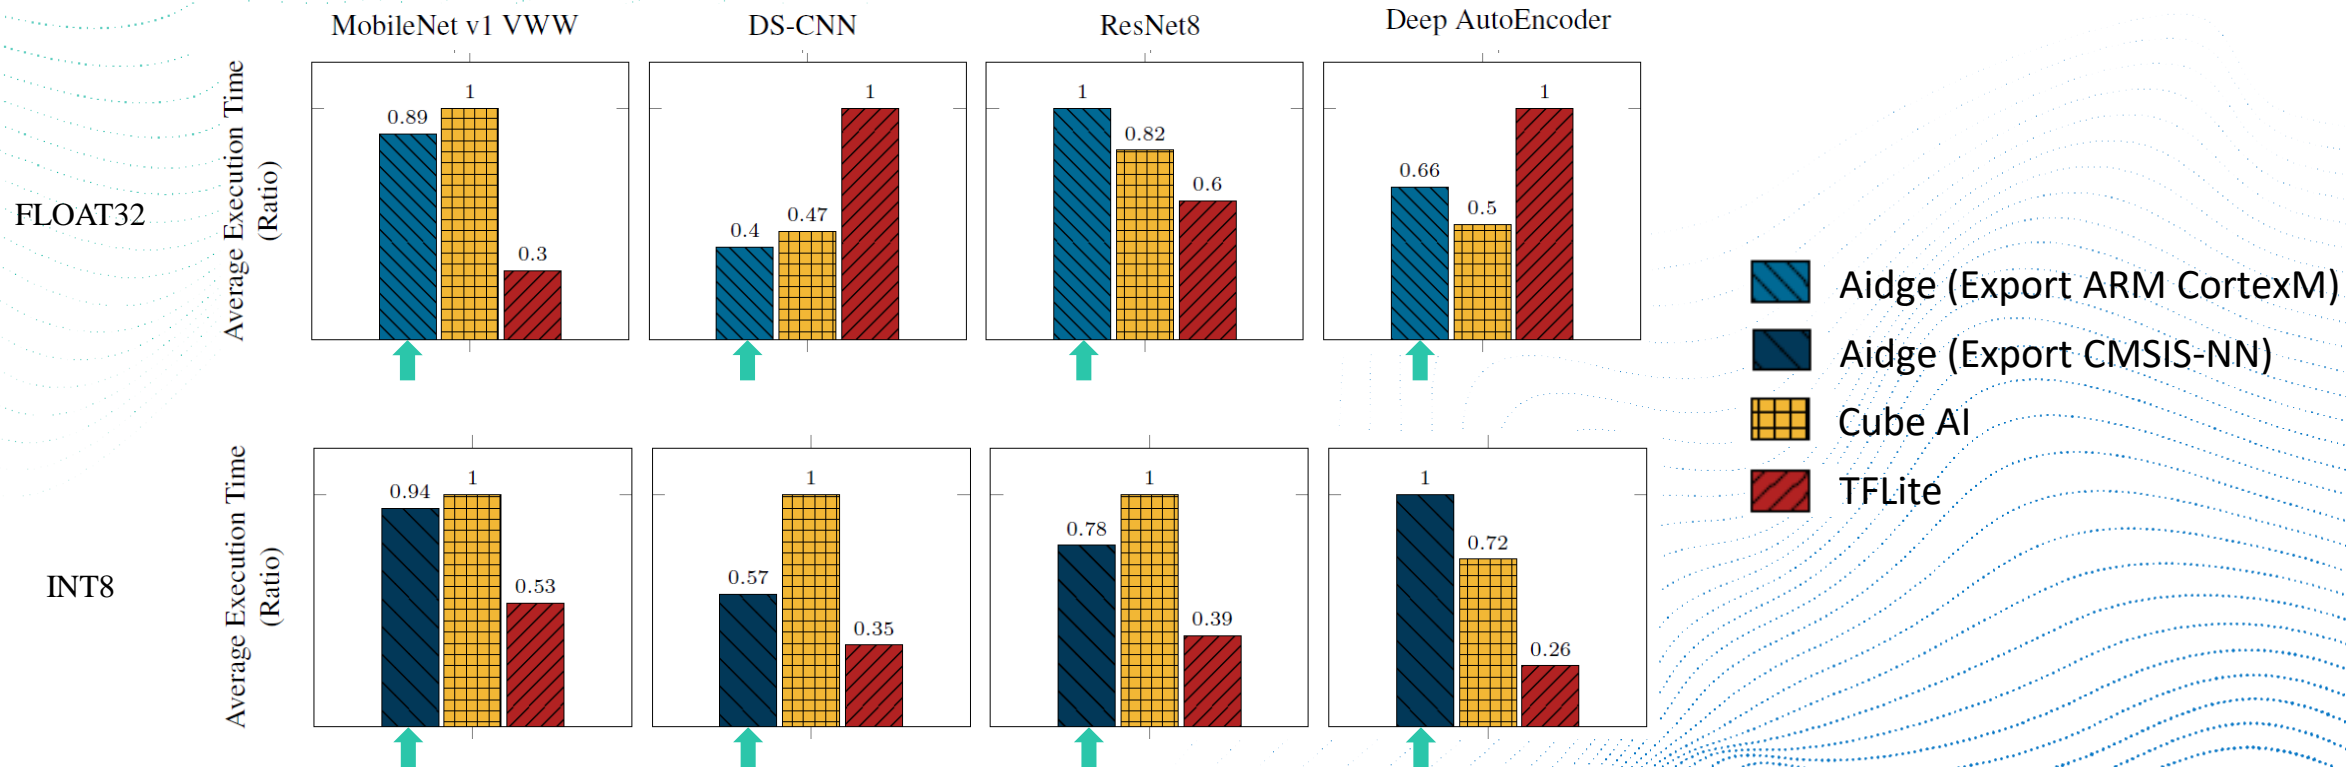 MobileNet v1 VWW
DS-CNN
ResNet8
Deep AutoEncoder
FLOAT32
Average Execution Time
(Ratio)
0.89
1
0.3
0.4
0.47
1
1
0.82
0.6
0.66
0.5
1
INT8
Average Execution Time
(Ratio)
0.94
1
0.53
0.57
1
0.35
0.78
1
0.39
1
0.72
0.26
Aidge (Export ARM CortexM)
Aidge (Export CMSIS-NN)
Cube AI
TFLite